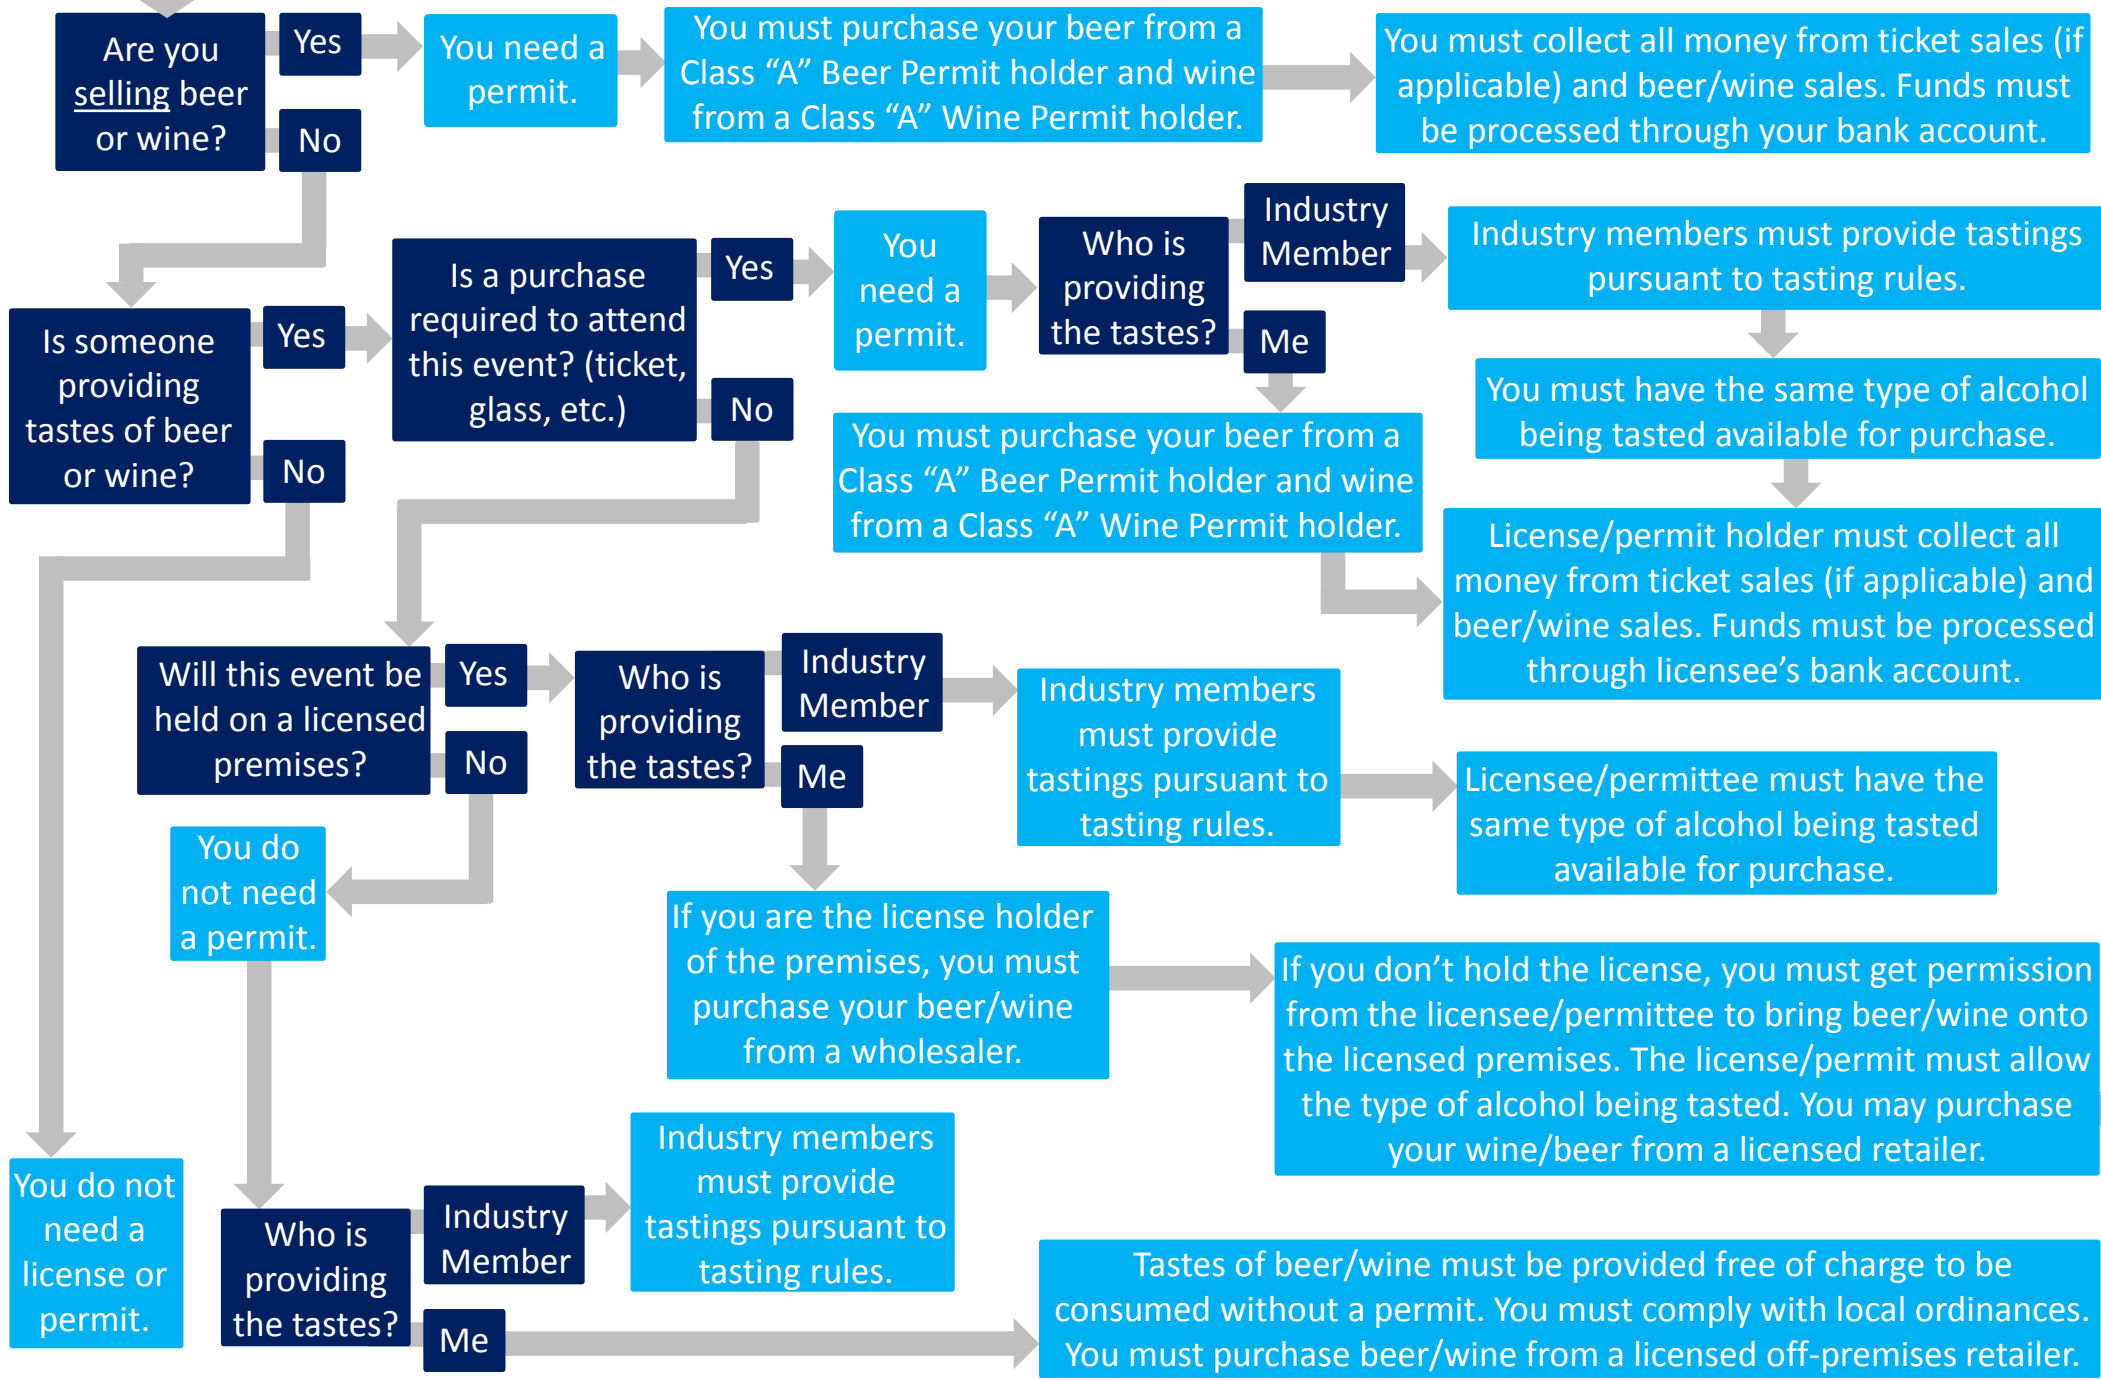 Are you
selling beer
or wine?
Yes
No
You need a
permit.
You must purchase your beer from a
Class “A” Beer Permit holder and wine
from a Class “A” Wine Permit holder.
You must collect all money from ticket sales (if
applicable) and beer/wine sales. Funds must
be processed through your bank account.
Is someone
providing
tastes of beer
or wine?
Yes
No
Is a purchase
required to attend
this event? (ticket,
glass, etc.)
Yes
No
You
need a
permit.
Who is
providing
the tastes?
Industry
Member
Me
Industry members must provide tastings
pursuant to tasting rules.
You must have the same type of alcohol
being tasted available for purchase.
You must purchase your beer from a
Class “A” Beer Permit holder and wine
from a Class “A” Wine Permit holder.
License/permit holder must collect all
money from ticket sales (if applicable) and
beer/wine sales. Funds must be processed
through licensee’s bank account.
Will this event be
held on a licensed
premises?
Yes
No
Who is
providing
the tastes?
Industry
Member
Me
Industry members
must provide
tastings pursuant to
tasting rules.
Licensee/permittee must have the
same type of alcohol being tasted
available for purchase.
You do
not need
a permit.
If you are the license holder
of the premises, you must
purchase your beer/wine
from a wholesaler.
If you don’t hold the license, you must get permission
from the licensee/permittee to bring beer/wine onto
the licensed premises. The license/permit must allow
the type of alcohol being tasted. You may purchase
your wine/beer from a licensed retailer.
You do not
need a
license or
permit.
Who is
providing
the tastes?
Industry
Member
Me
Industry members
must provide
tastings pursuant to
tasting rules.
Tastes of beer/wine must be provided free of charge to be
consumed without a permit. You must comply with local ordinances.
You must purchase beer/wine from a licensed off-premises retailer.